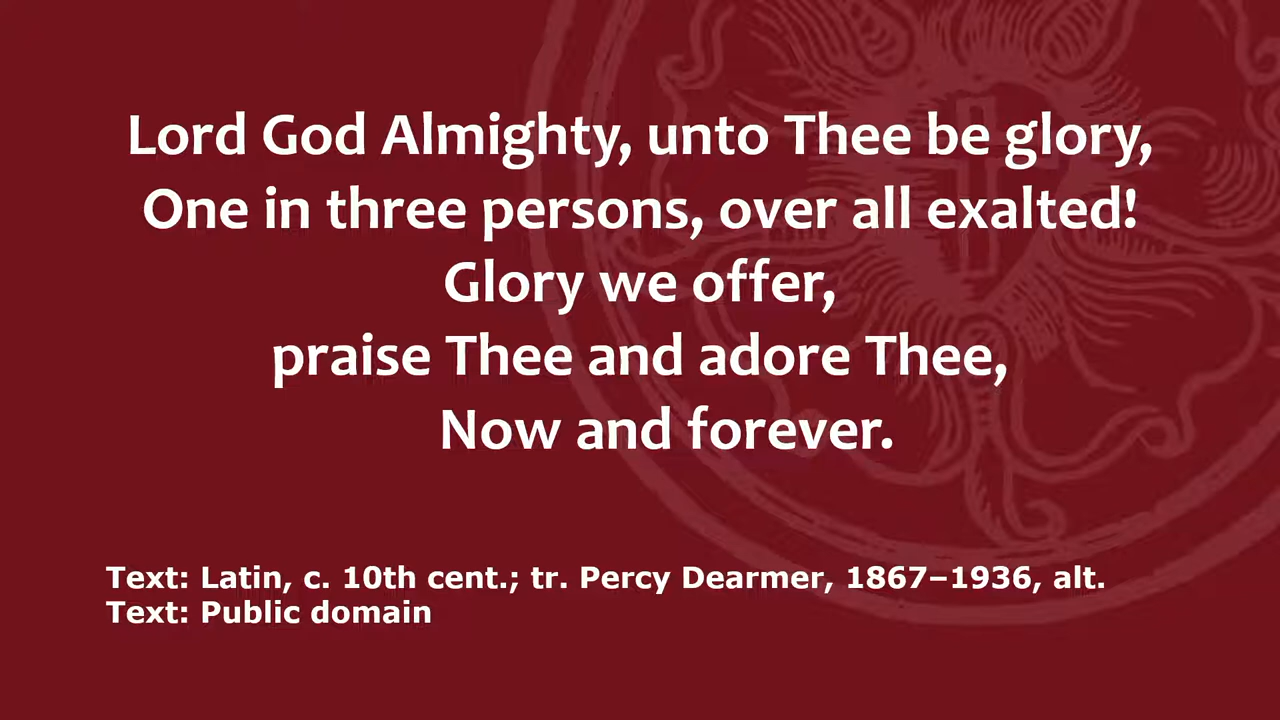 Lord God Almighty, unto Thee be glory,
One in three persons, over all exalted!
Glory we offer,
praise Thee and adore Thee,
Now and forever.
Text: Latin, c. 10th cent.; tr. Percy Dearmer, 1867–1936, alt.
Text: Public domain